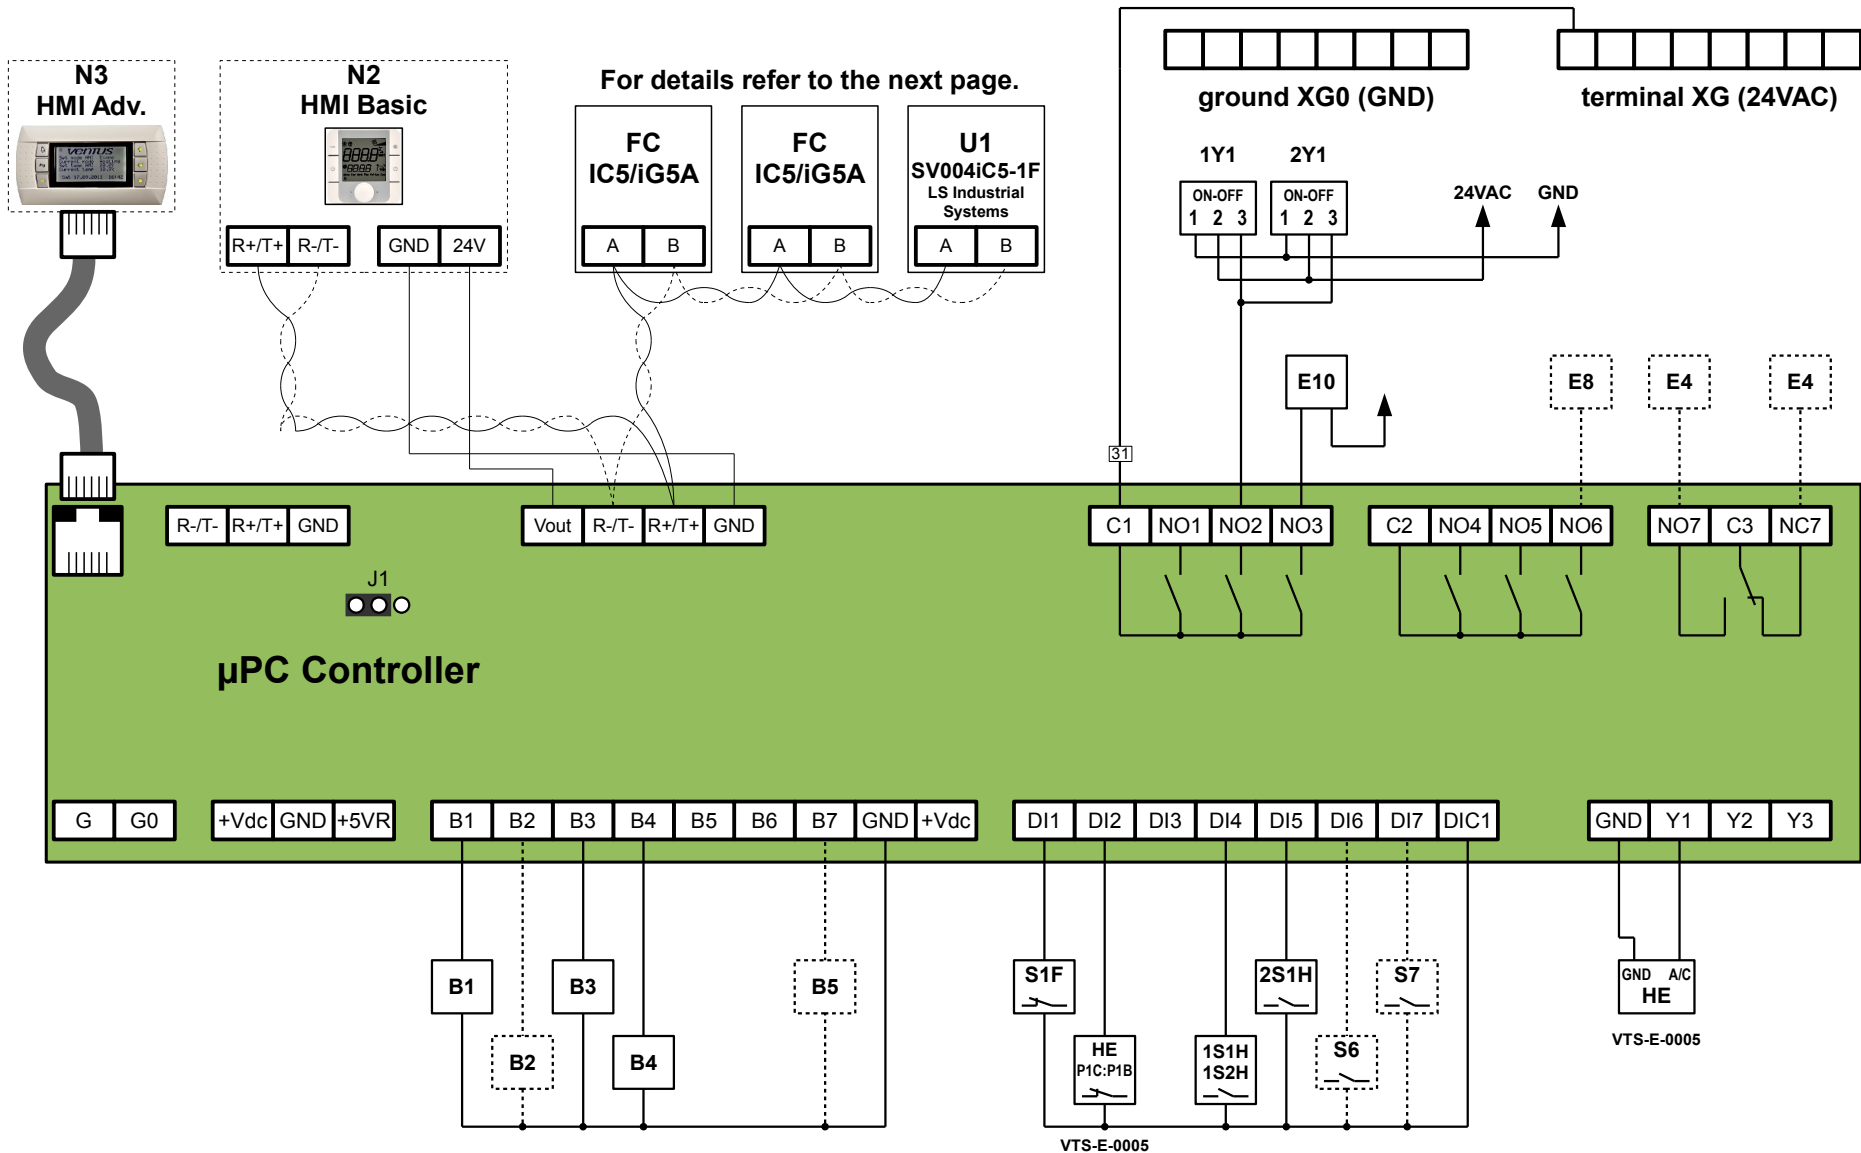 N3
HMI Adv.
VENTUS
N2
HMI Basic
R+/T+ R-/T- GND 24V
For details refer to the next page.
FC
IC5/iG5A
A B
FC
IC5/iG5A
A B
U1
SV004iC5-1F
LS Industrial
Systems
A B
ground XG0 (GND)
terminal XG (24VAC)
1Y1 2Y1
ON-OFF
1 2 3
ON-OFF
1 2 3
24VAC GND
E10
E8
E4
E4
31
R-/T- R+/T+ GND
Vout R-/T- R+/T+ GND
C1 NO1 NO2 NO3
C2 NO4 NO5 NO6
NO7 C3 NC7
J1
µPC Controller
G G0
+Vdc GND +5VR
B1 B2 B3 B4 B5 B6 B7 GND +Vdc
DI1 DI2 DI3 DI4 DI5 DI6 DI7 DIC1
GND Y1 Y2 Y3
B1
B3
B5
B2
B4
S1F
2S1H
S7
HE
P1C:P1B
1S1H
1S2H
S6
VTS-E-0005
GND A/C
HE
VTS-E-0005